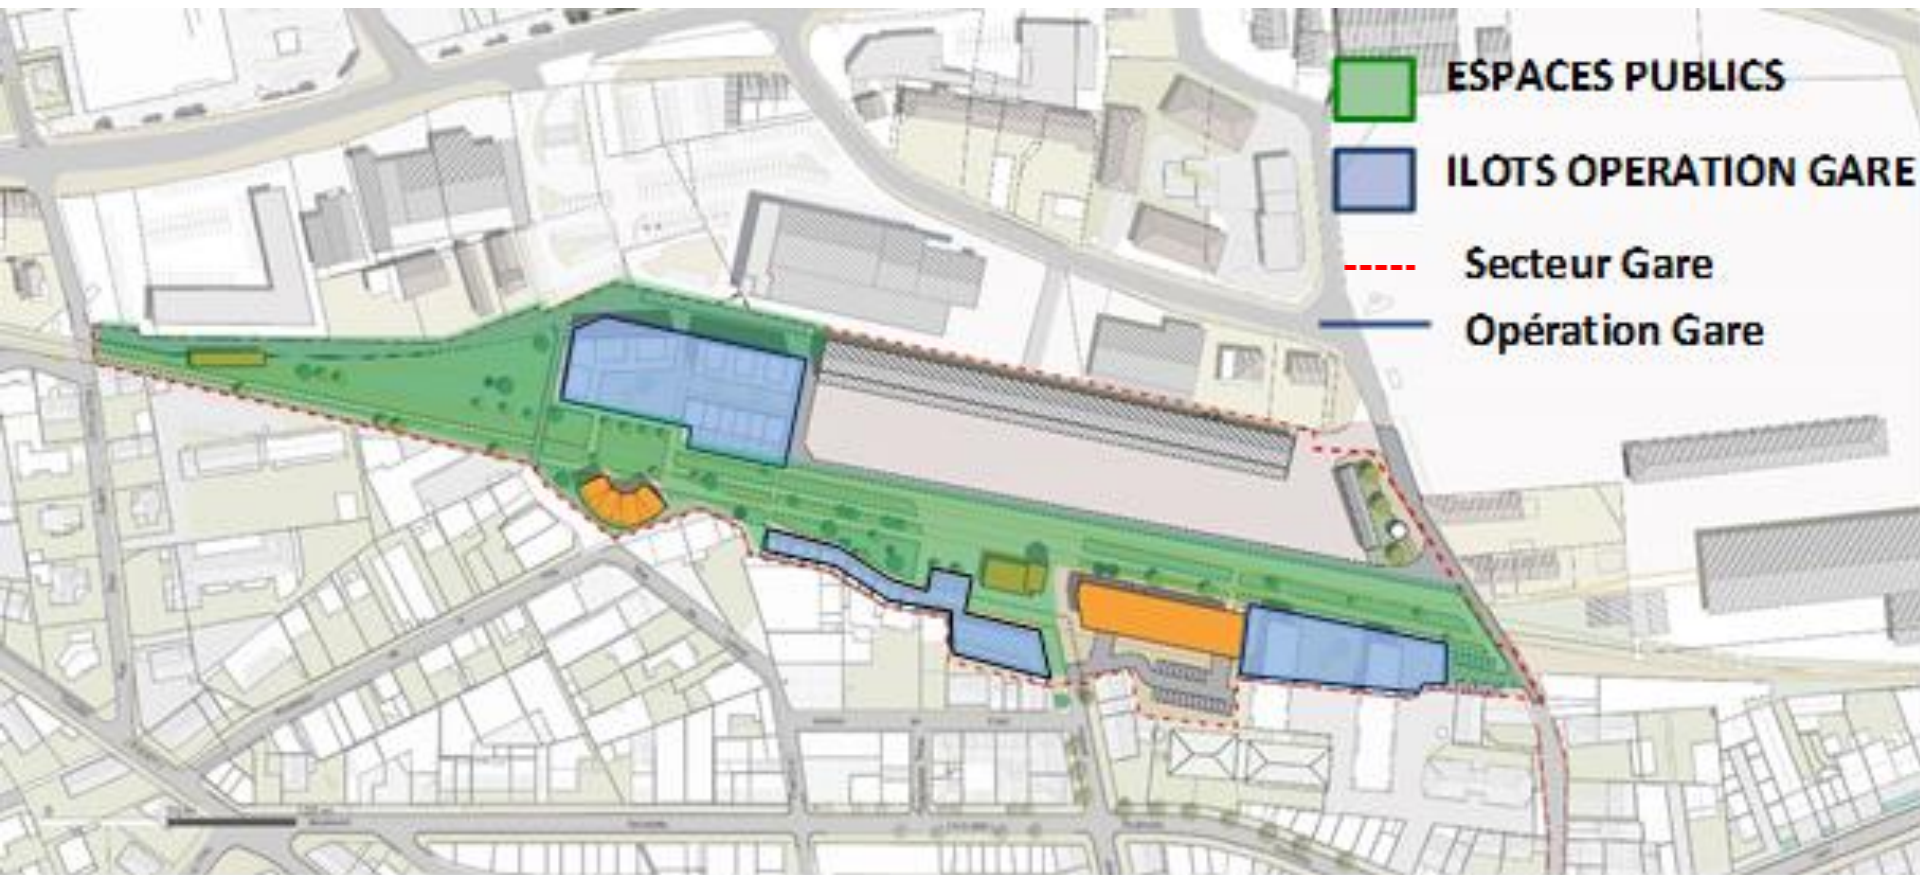 ESPACES PUBLICS
ILOTS OPERATION GARE
Secteur Gare
Opération Gare